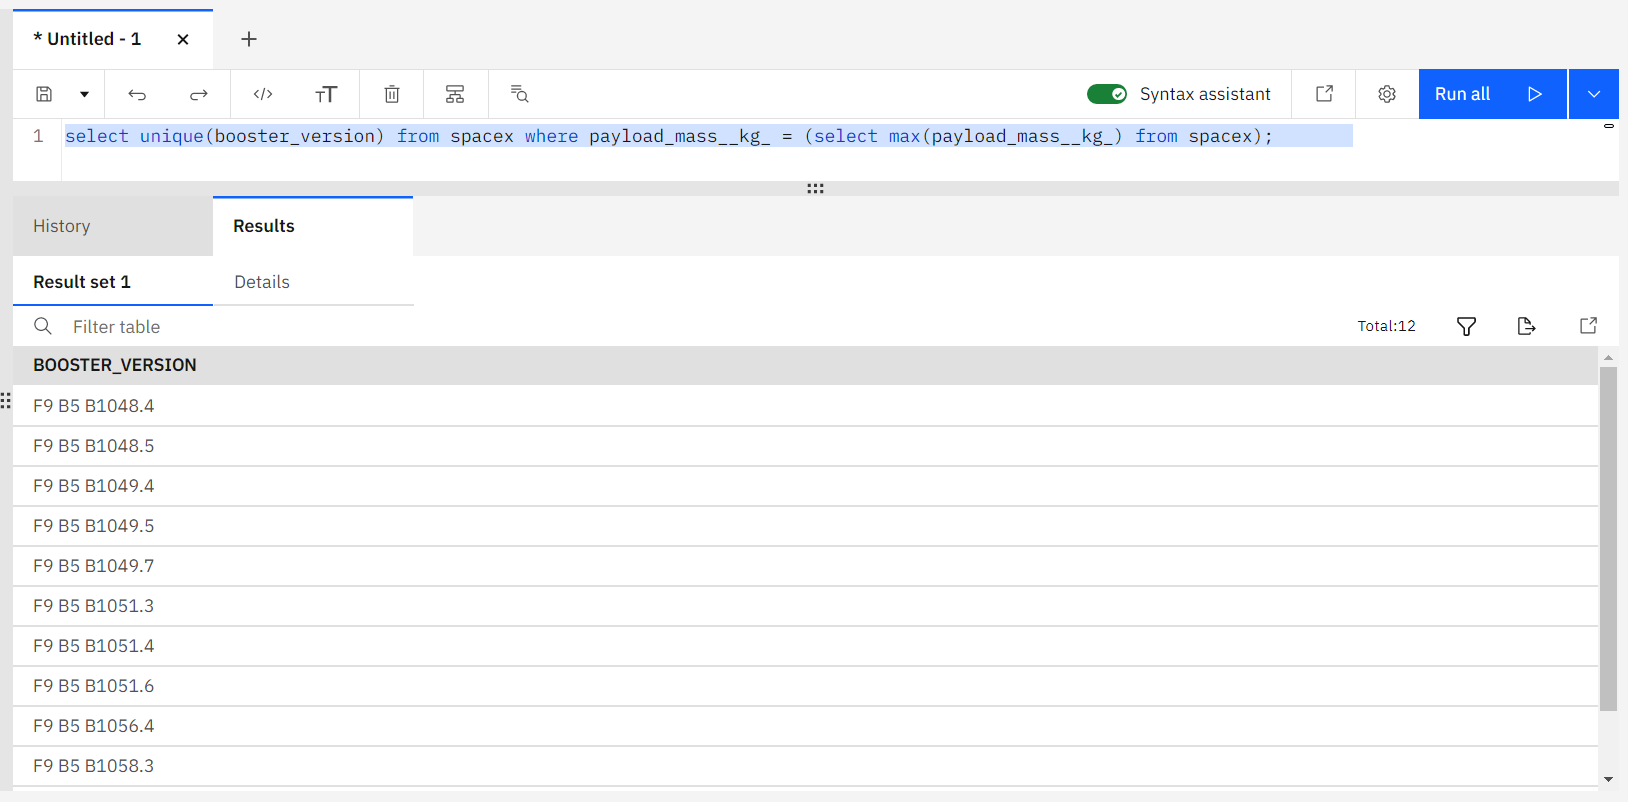 * Untitled - 1
Syntax assistant
Run all
1 select unique(booster_version) from spacex where payload_mass__kg_ = (select max(payload_mass__kg_) from spacex);
History
Results
Result set 1
Details
Filter table
Total:12
BOOSTER_VERSION
F9 B5 B1048.4
F9 B5 B1048.5
F9 B5 B1049.4
F9 B5 B1049.5
F9 B5 B1049.7
F9 B5 B1051.3
F9 B5 B1051.4
F9 B5 B1051.6
F9 B5 B1056.4
F9 B5 B1058.3